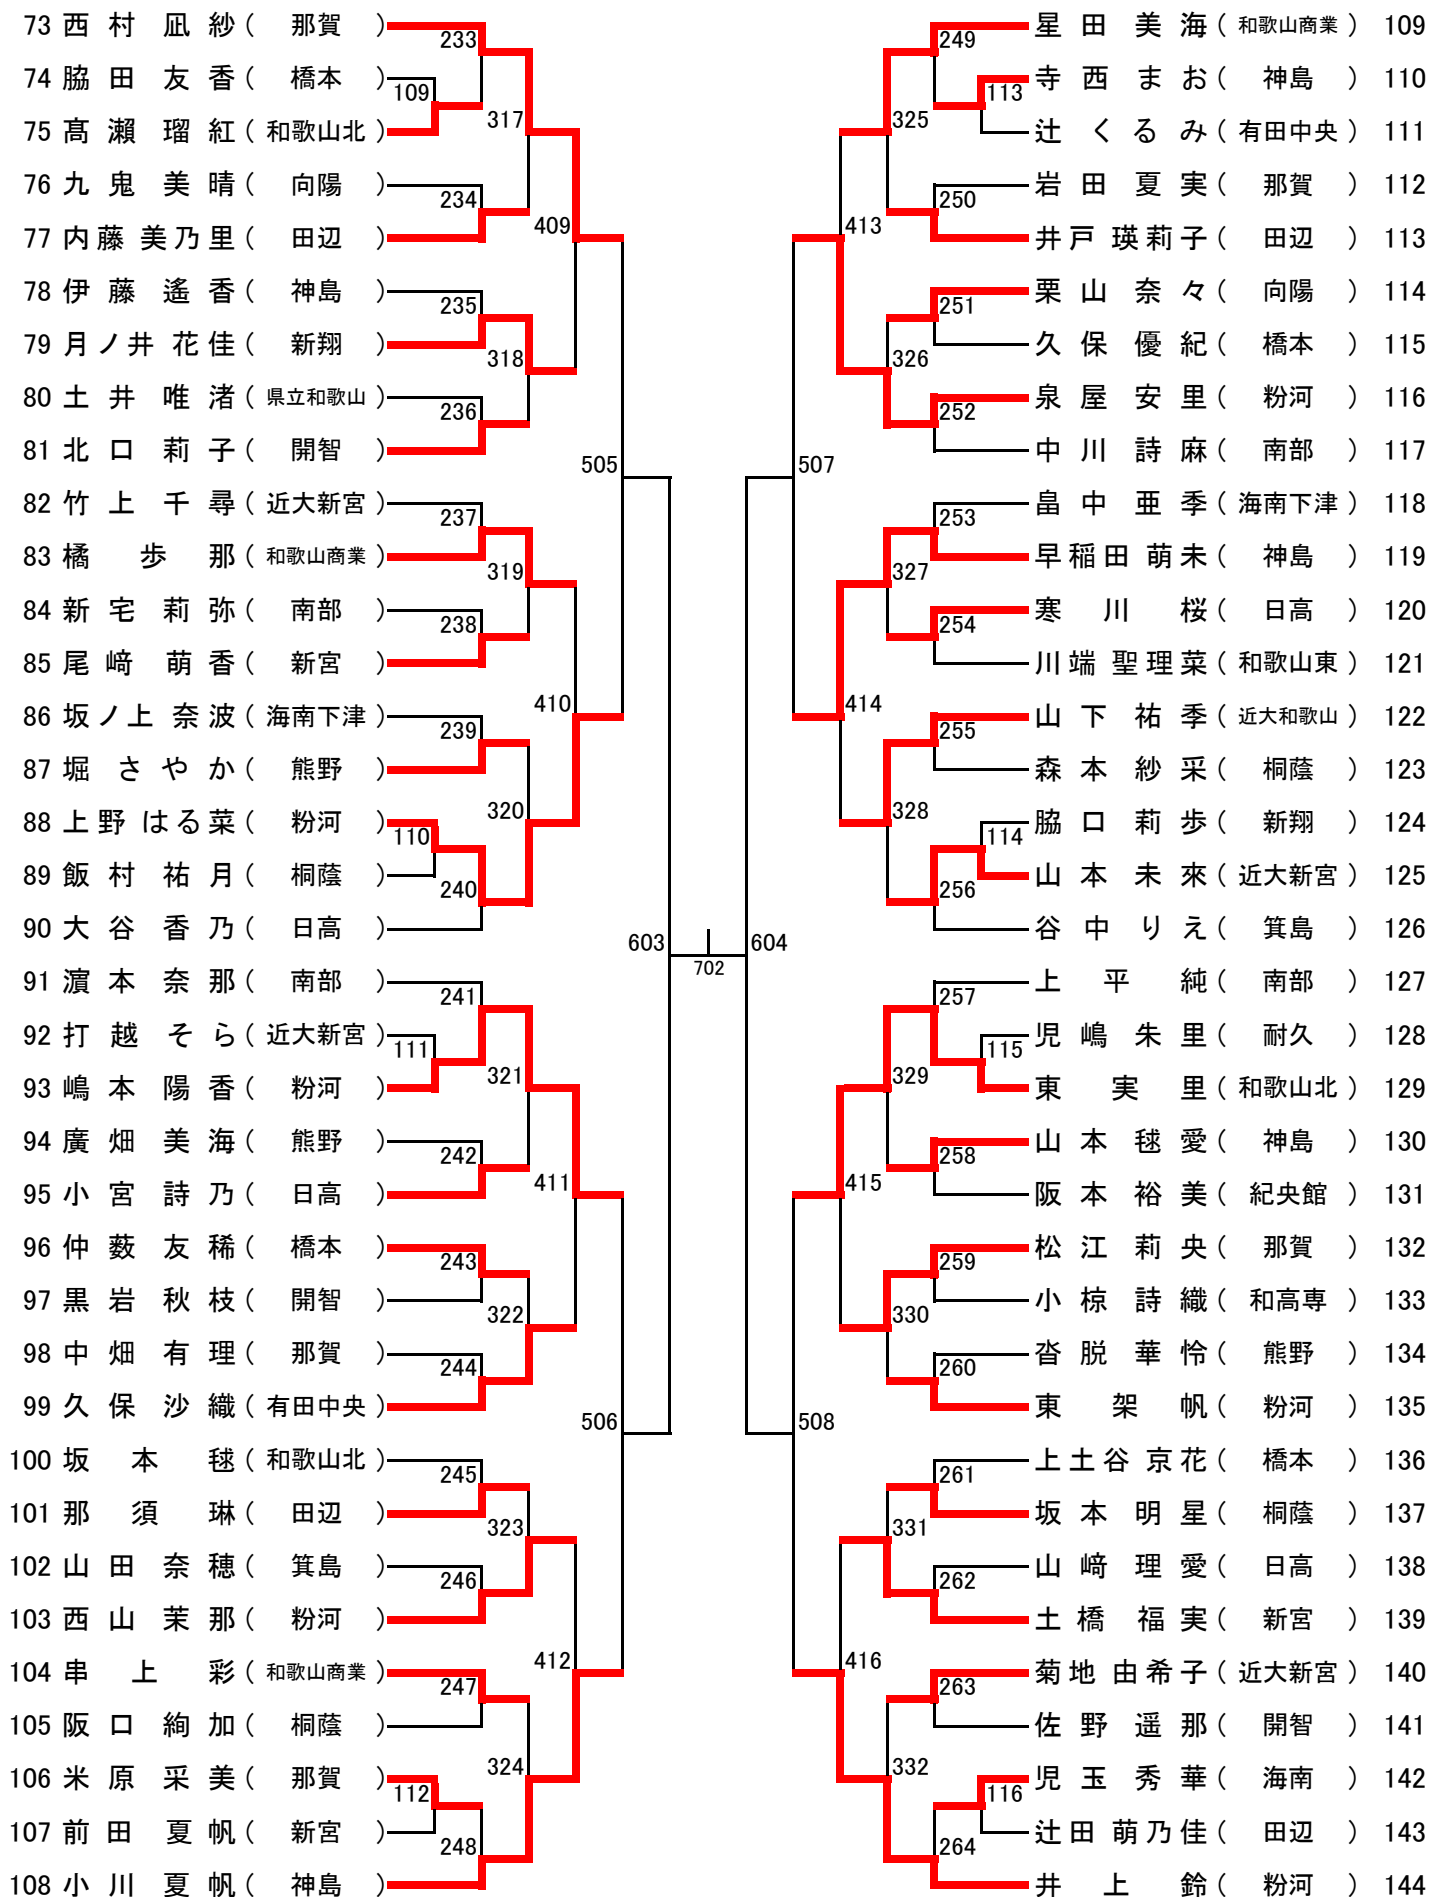 73 西村 凪紗 ( 那賀 )
74 脇田 友香 ( 橋本 )
75 髙瀬 瑠紅 ( 和歌山北 )
76 九鬼 美晴 ( 向陽 )
77 内藤 美乃里 ( 田辺 )
78 伊藤 遙香 ( 神島 )
79 月ノ井 花佳 ( 新翔 )
80 土井 唯渚 ( 県立和歌山 )
81 北口 莉子 ( 開智 )
82 竹上 千尋 ( 近大新宮 )
83 橘 歩那 ( 和歌山商業 )
84 新宅 莉弥 ( 南部 )
85 尾﨑 萌香 ( 新宮 )
86 坂ノ上 奈波 ( 海南下津 )
87 堀 さやか ( 熊野 )
88 上野 はる菜 ( 粉河 )
89 飯村 祐月 ( 桐蔭 )
90 大谷 香乃 ( 日高 )
91 濵本 奈那 ( 南部 )
92 打越 そら ( 近大新宮 )
93 嶋本 陽香 ( 粉河 )
94 廣畑 美海 ( 熊野 )
95 小宮 詩乃 ( 日高 )
96 仲薮 友稀 ( 橋本 )
97 黒岩 秋枝 ( 開智 )
98 中畑 有理 ( 那賀 )
99 久保 沙織 ( 有田中央 )
100 坂本 毬 ( 和歌山北 )
101 那須 琳 ( 田辺 )
102 山田 奈穂 ( 箕島 )
103 西山 茉那 ( 粉河 )
104 串上 彩 ( 和歌山商業 )
105 阪口 絢加 ( 桐蔭 )
106 米原 采美 ( 那賀 )
107 前田 夏帆 ( 新宮 )
108 小川 夏帆 ( 神島 )
109
110
111
112
233
234
235
236
237
238
239
240
241
242
243
244
245
246
247
248
317
318
319
320
321
322
323
324
409
410
411
412
505
506
603
702
604
507
508
413
414
415
416
325
326
327
328
329
330
331
332
249
250
251
252
253
254
255
256
257
258
259
260
261
262
263
264
113
114
115
116
星田 美海 ( 和歌山商業 ) 109
寺西 まお ( 神島 ) 110
辻 くるみ ( 有田中央 ) 111
岩田 夏実 ( 那賀 ) 112
井戸 瑛莉子 ( 田辺 ) 113
栗山 奈々 ( 向陽 ) 114
久保 優紀 ( 橋本 ) 115
泉屋 安里 ( 粉河 ) 116
中川 詩麻 ( 南部 ) 117
畠中 亜季 ( 海南下津 ) 118
早稲田 萌未 ( 神島 ) 119
寒川 桜 ( 日高 ) 120
川端 聖理菜 ( 和歌山東 ) 121
山下 祐季 ( 近大和歌山 ) 122
森本 紗采 ( 桐蔭 ) 123
脇口 莉歩 ( 新翔 ) 124
山本 未來 ( 近大新宮 ) 125
谷中 りえ ( 箕島 ) 126
上平 純 ( 南部 ) 127
児嶋 朱里 ( 耐久 ) 128
東 実里 ( 和歌山北 ) 129
山本 毬愛 ( 神島 ) 130
阪本 裕美 ( 紀央館 ) 131
松江 莉央 ( 那賀 ) 132
小椋 詩織 ( 和高専 ) 133
沓脱 華怜 ( 熊野 ) 134
東 架帆 ( 粉河 ) 135
上土谷 京花 ( 橋本 ) 136
坂本 明星 ( 桐蔭 ) 137
山﨑 理愛 ( 日高 ) 138
土橋 福実 ( 新宮 ) 139
菊地 由希子 ( 近大新宮 ) 140
佐野 遥那 ( 開智 ) 141
児玉 秀華 ( 海南 ) 142
辻田 萌乃佳 ( 田辺 ) 143
井上 鈴 ( 粉河 ) 144